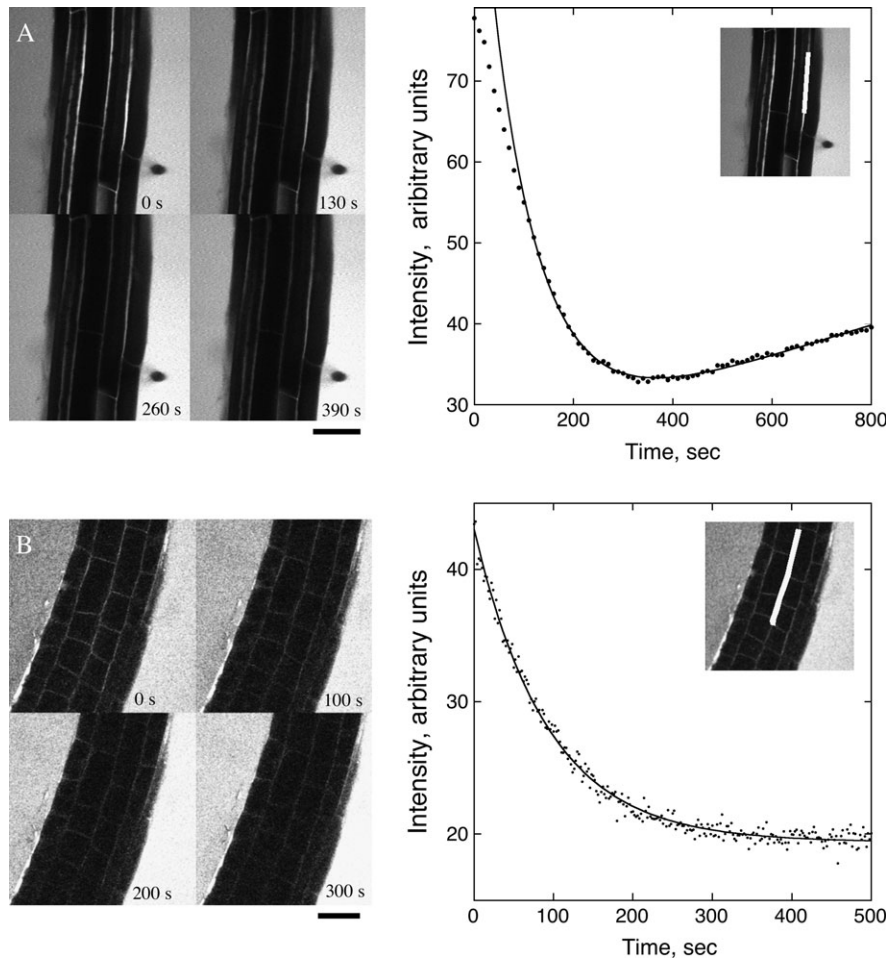 A
0 s
130 s
260 s
390 s
Intensity, aribitrary units
70
60
50
40
30
0
200
400
600
800
Time, sec
B
0 s
100 s
200 s
300 s
Intensity, arbitrary units
40
30
20
0
100
200
300
400
500
Time, sec